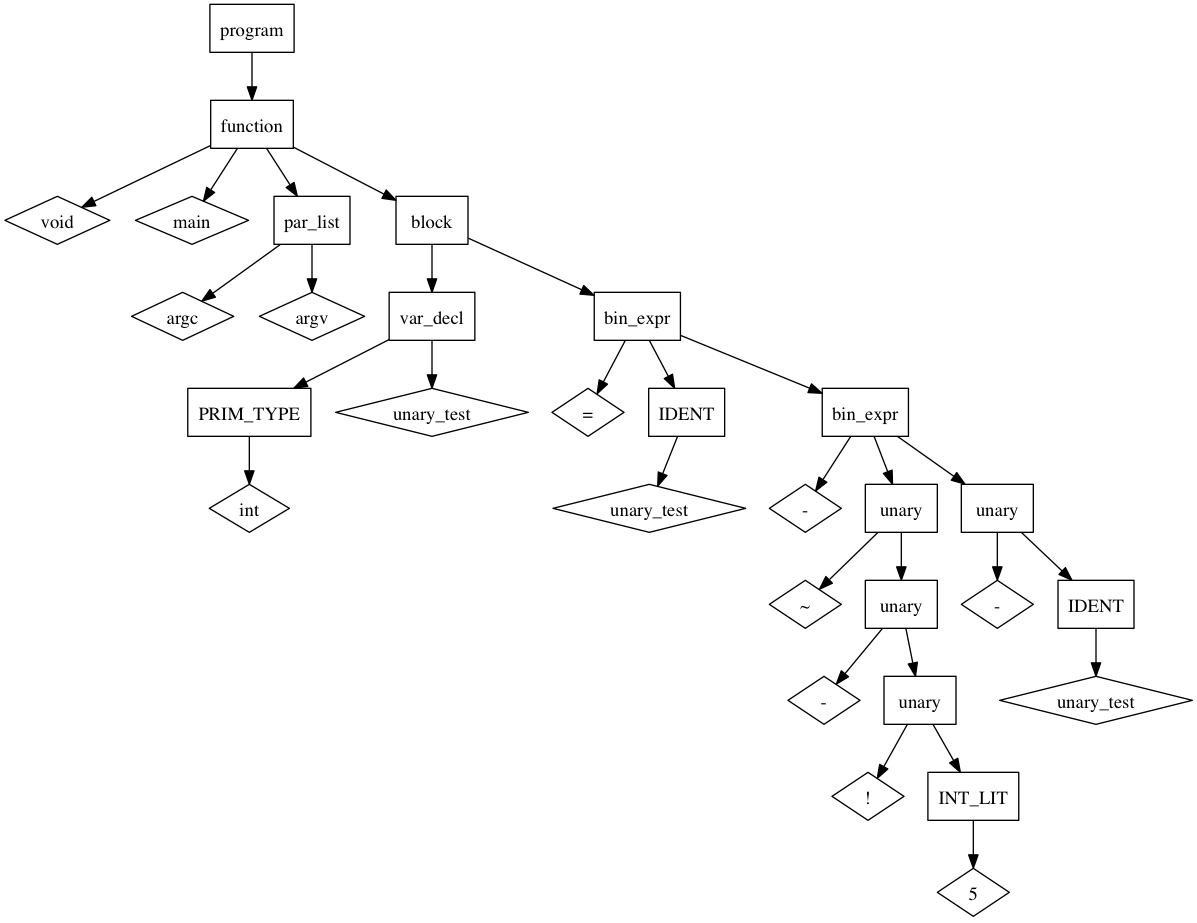 program
function
void
main
par_list
block
argc
argv
var_decl
bin_expr
PRIM_TYPE
unary_test
=
IDENT
bin_expr
int
unary_test
-
unary
unary
~
unary
-
IDENT
-
unary
unary_test
!
INT_LIT
5